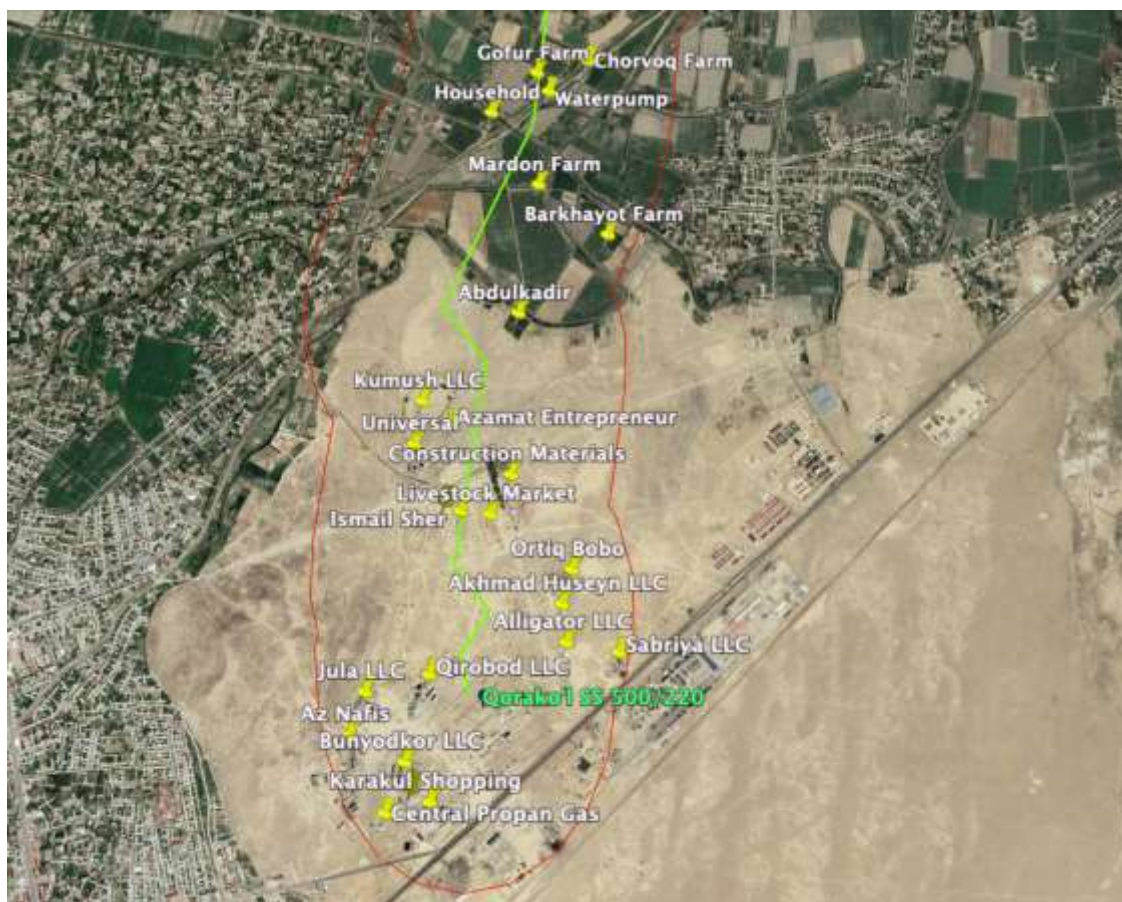 Gofur Farm
Chorvoq Farm
Household
Waterpump
Mardon Farm
Barkhayot Farm
Abdulkadir
Kumush LLC
Azamat Entrepreneur
Universal
Construction Materials
Livestock Market
Ismail Sher
Ortiq Bobo
Akhmad Huseyn LLC
Alligator LLC
Sabriya LLC
Qirobod LLC
Jula LLC
Qorako'l SS 500/220
Az Nafis
Bunyodkor LLC
Karakul Shopping
Central Propan Gas